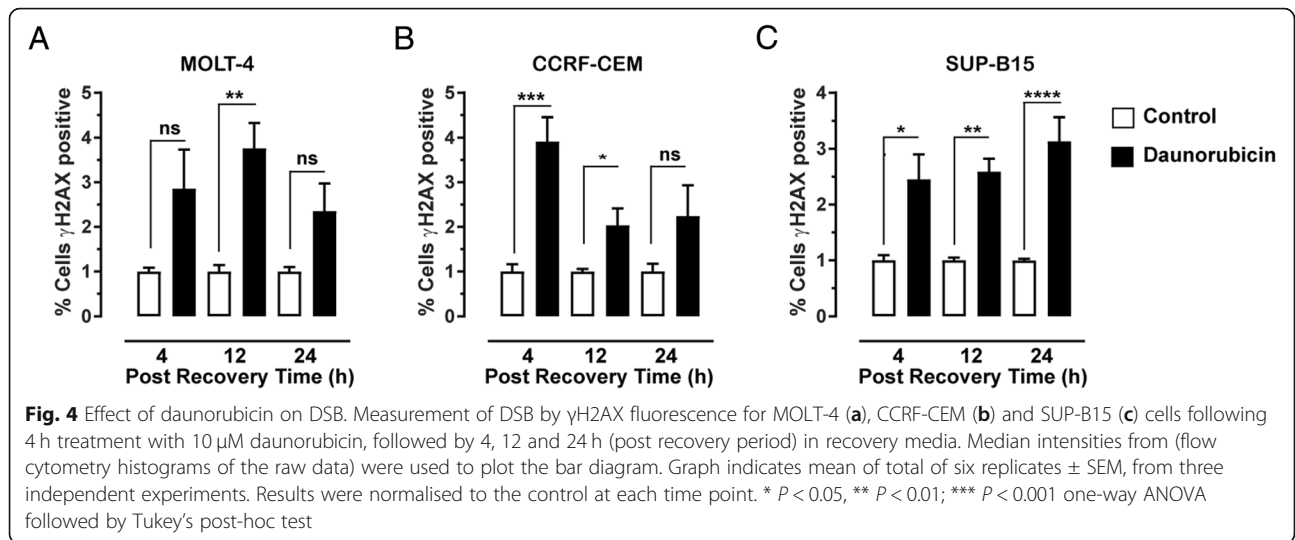 A
MOLT-4
% Cells γH2AX positive
5
4
3
2
1
0
ns
**
ns
4 12 24
Post Recovery Time (h)
B
CCRF-CEM
% Cells γH2AX positive
5
4
3
2
1
0
***
*
ns
4 12 24
Post Recovery Time (h)
C
SUP-B15
% Cells γH2AX positive
4
3
2
1
0
*
**
****
4 12 24
Post Recovery Time (h)
Control
Daunorubicin
Fig. 4 Effect of daunorubicin on DSB. Measurement of DSB by γH2AX fluorescence for MOLT-4 (a), CCRF-CEM (b) and SUP-B15 (c) cells following
4 h treatment with 10 μM daunorubicin, followed by 4, 12 and 24 h (post recovery period) in recovery media. Median intensities from (flow
cytometry histograms of the raw data) were used to plot the bar diagram. Graph indicates mean of total of six replicates ± SEM, from three
independent experiments. Results were normalised to the control at each time point. * P < 0.05, ** P < 0.01; *** P < 0.001 one-way ANOVA
followed by Tukey's post-hoc test